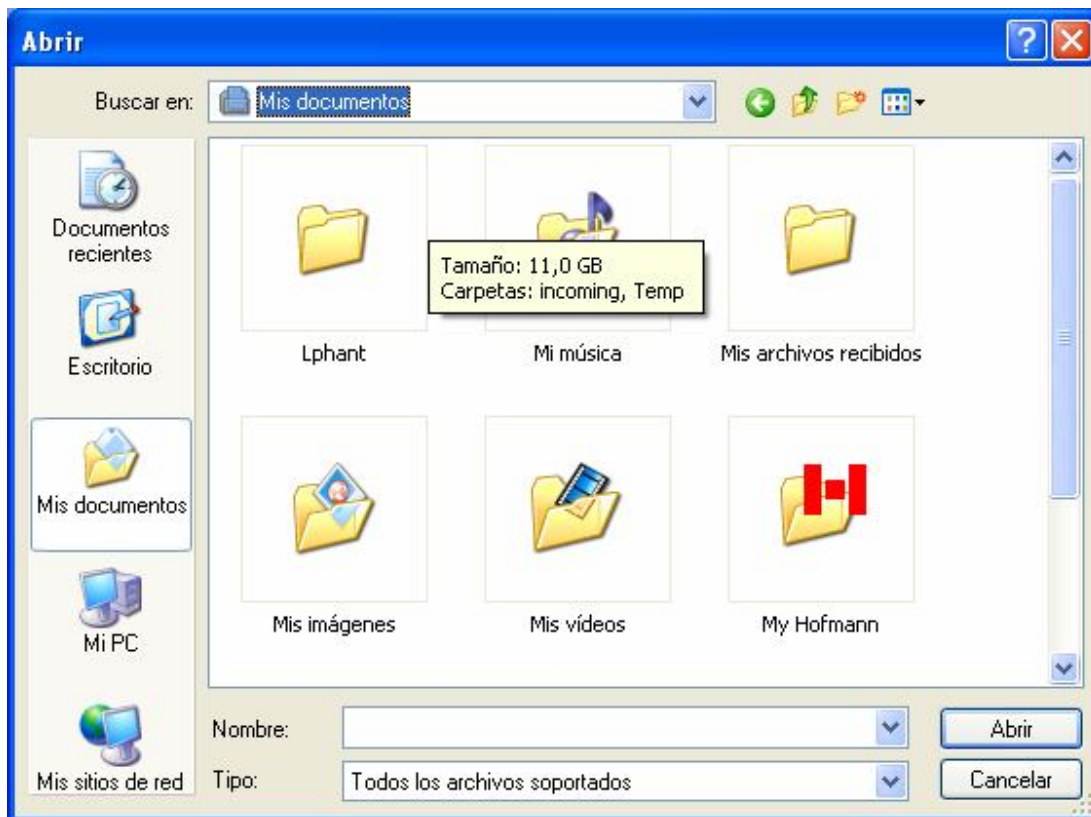 Abrir
Buscar en:
Mis documentos
Documentos
recientes
Escritorio
Mis documentos
Mi PC
Mis sitios de red
Tamaño: 11,0 GB
Carpetas: incoming, Temp
Lphant
Mi música
Mis archivos recibidos
Mis imágenes
Mis vídeos
My Hofmann
Nombre:
Abrir
Tipo:
Todos los archivos soportados
Cancelar